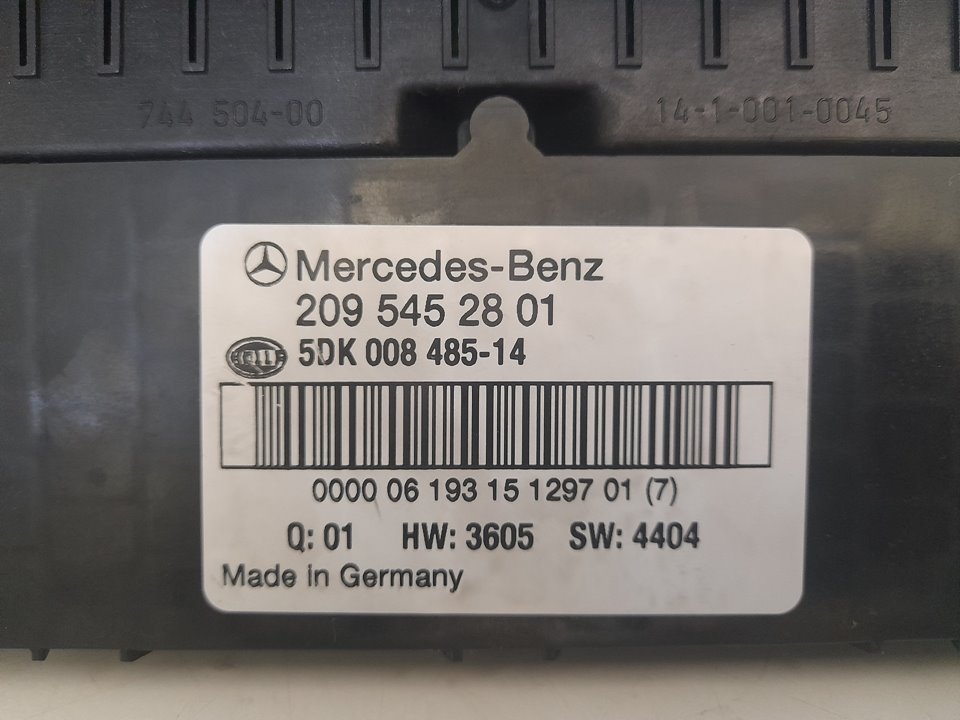 744 504-00 14-1-001-0045
Mercedes-Benz
209 545 28 01
5DK 008 485-14
0000 06 193 15 1297 01 (7)
Q: 01 HW: 3605 SW: 4404
Made in Germany